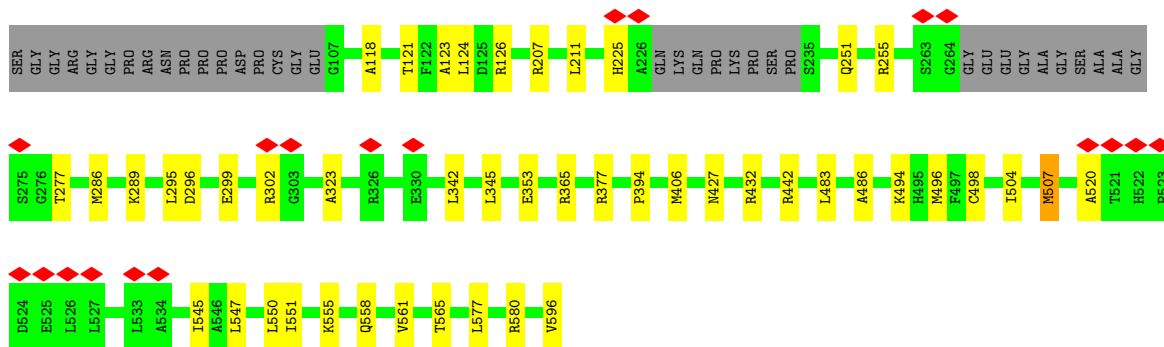 SER GLY GLY ARG GLY GLY PRO ARG ASN PRO PRO PRO ASP PRO CYS GLY GLU G107 A118 T121 F122 A123 L124 D125 R126 R207 L211 H225 A226 GLN LYS GLN PRO LYS PRO SER PRO S235 Q251 R255 S263 G264 GLY GLU GLU GLY ALA GLY SER ALA ALA GLY
S275 G276 T277 M286 K289 L295 D296 E299 R302 G303 A323 R326 E330 L342 L345 E353 R365 R377 P394 M406 N427 R432 R442 L483 A486 K494 H495 M496 F497 C498 I504 M507 A520 T521 H522 P523
D524 E525 L526 L527 L533 A534 I545 A546 L547 L550 I551 K555 Q558 V561 T565 L577 R580 V596